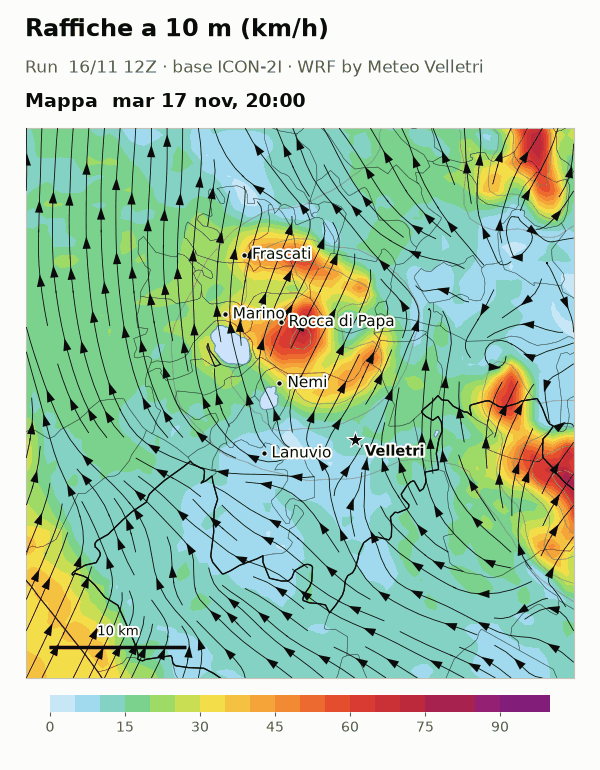 Raffiche a 10 m (km/h)
Run  16/11 12Z · base ICON-2I · WRF by Meteo Velletri
Mappa  mar 17 nov, 20:00
Frascati
Marino
Rocca di Papa
Nemi
Velletri
Lanuvio
10 km
0 15 30 45 60 75 90